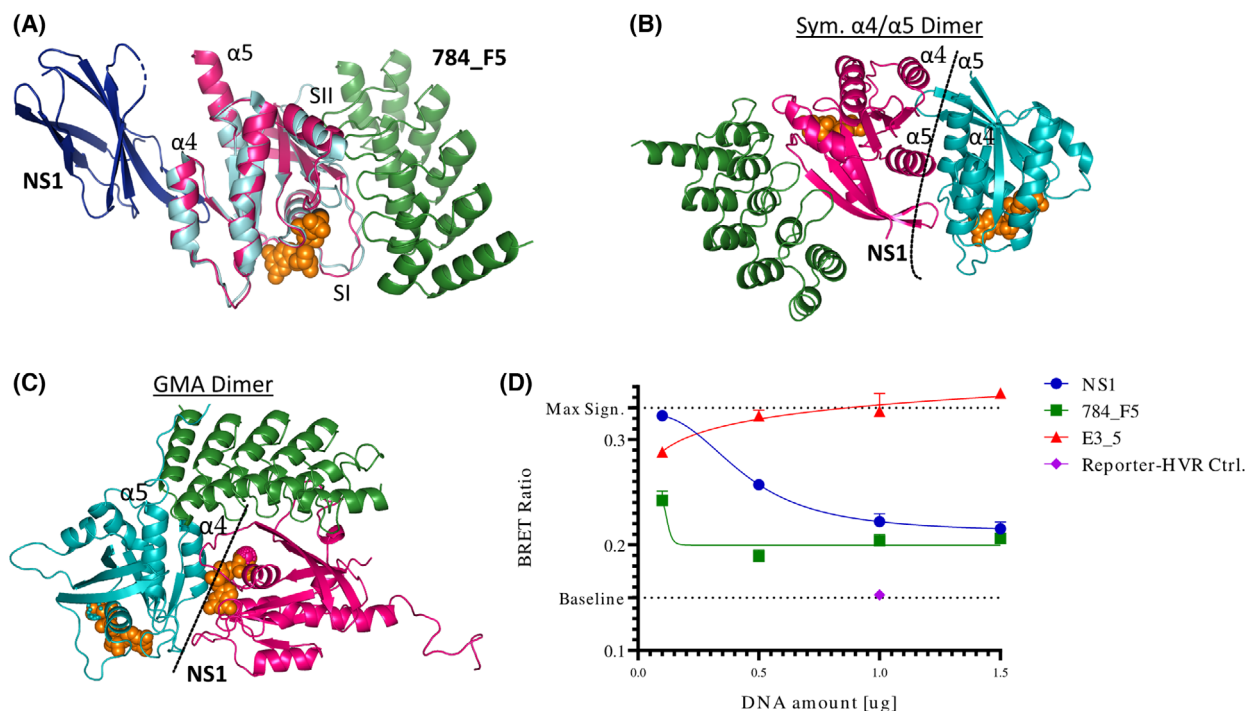 (A)
α5
784_F5
SII
α4
NS1
SI
(B)
Sym. α4/α5 Dimer
α4
α5
α5
α4
NS1
(C)
GMA Dimer
α5
α4
NS1
(D)
NS1
784_F5
E3_5
Reporter-HVR Ctrl.
Max Sign.
0.3
0.2
Baseline
0.1
BRET Ratio
0.0 0.5 1.0 1.5
DNA amount [ug]